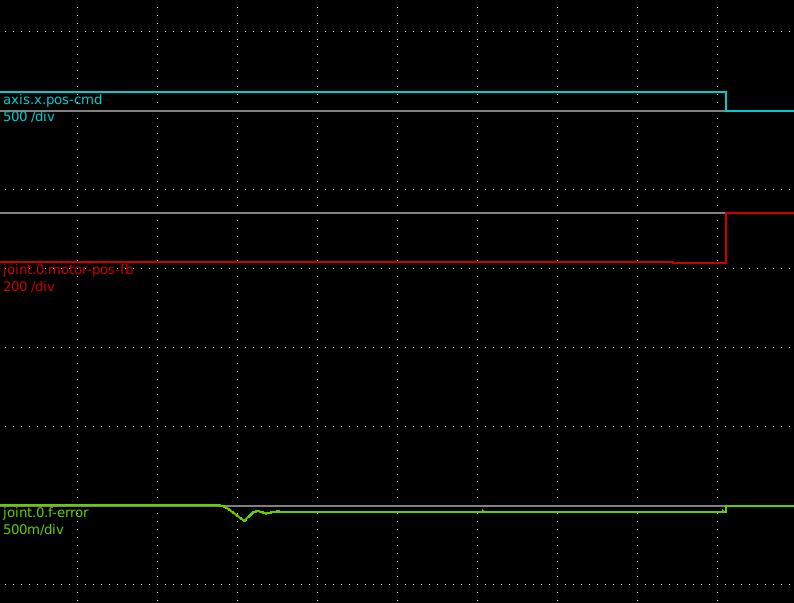 axis.x.pos-cmd
500 /div
joint.0.motor-pos-fb
200 /div
joint.0.f-error
500m/div